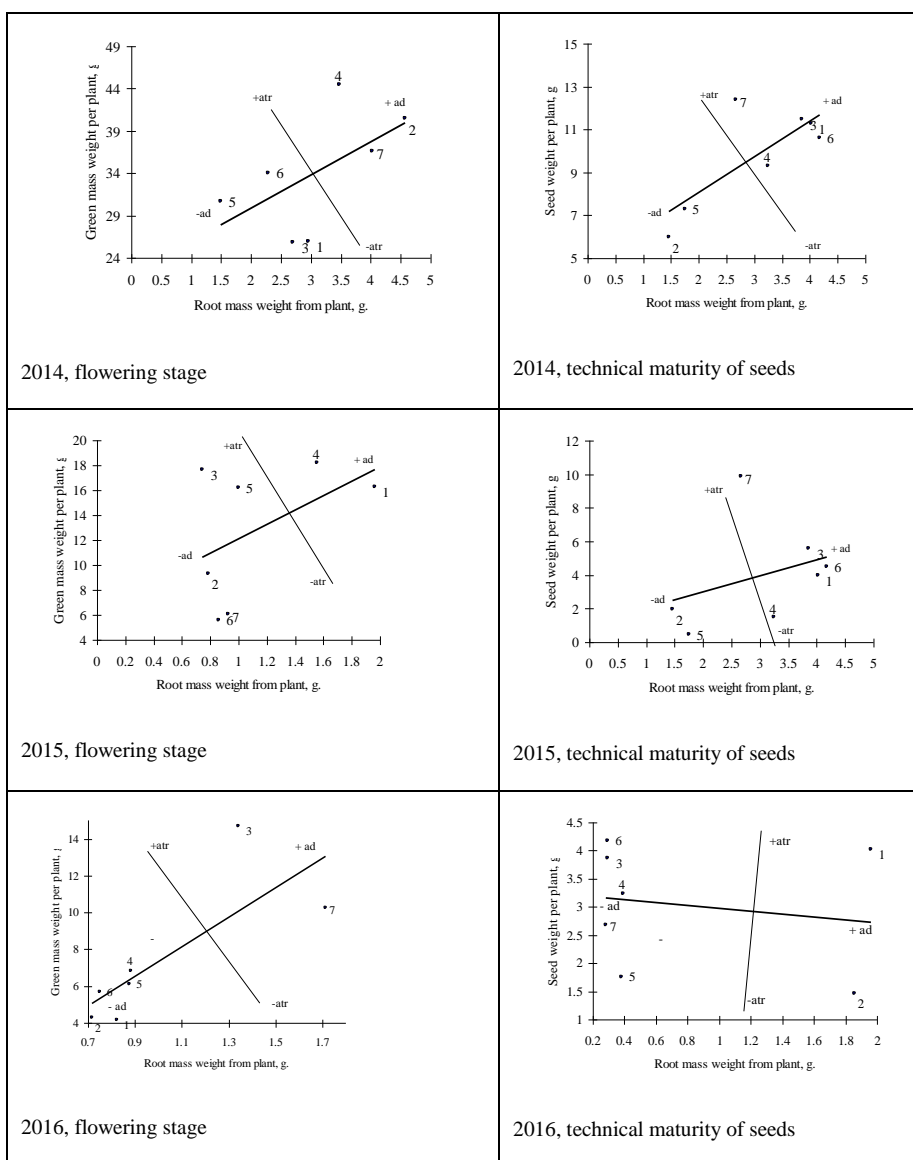 Green mass weight per plant, g
49
44
39
34
29
24
+atr
4
+ ad
2
7
6
5
-ad
3
1
-atr
0 0.5 1 1.5 2 2.5 3 3.5 4 4.5 5
Root mass weight from plant, g.
2014, flowering stage
Seed weight per plant, g
15
13
11
9
7
5
+atr
7
+ ad
3
1
6
4
-ad
5
2
-atr
0 0.5 1 1.5 2 2.5 3 3.5 4 4.5 5
Root mass weight from plant, g.
2014, technical maturity of seeds
Green mass weight per plant, g
20
18
16
14
12
10
8
6
4
+atr
4
+ ad
3
5
1
-ad
2
-atr
6
7
0 0.2 0.4 0.6 0.8 1 1.2 1.4 1.6 1.8 2
Root mass weight from plant, g.
2015, flowering stage
Seed weight per plant, g
12
10
8
6
4
2
0
7
+atr
3
+ ad
6
1
-ad
2
4
5
-atr
0 0.5 1 1.5 2 2.5 3 3.5 4 4.5 5
Root mass weight from plant, g.
2015, technical maturity of seeds
Green mass weight per plant, g
14
12
10
8
6
4
3
+atr
+ ad
7
-
4
5
6
- ad
2
1
-atr
0.7 0.9 1.1 1.3 1.5 1.7
Root mass weight from plant, g.
2016, flowering stage
Seed weight per plant, g
4.5
4
3.5
3
2.5
2
1.5
1
6
+atr
3
1
4
- ad
7
-
+ ad
5
-atr
2
0.2 0.4 0.6 0.8 1 1.2 1.4 1.6 1.8 2
Root mass weight from plant, g.
2016, technical maturity of seeds